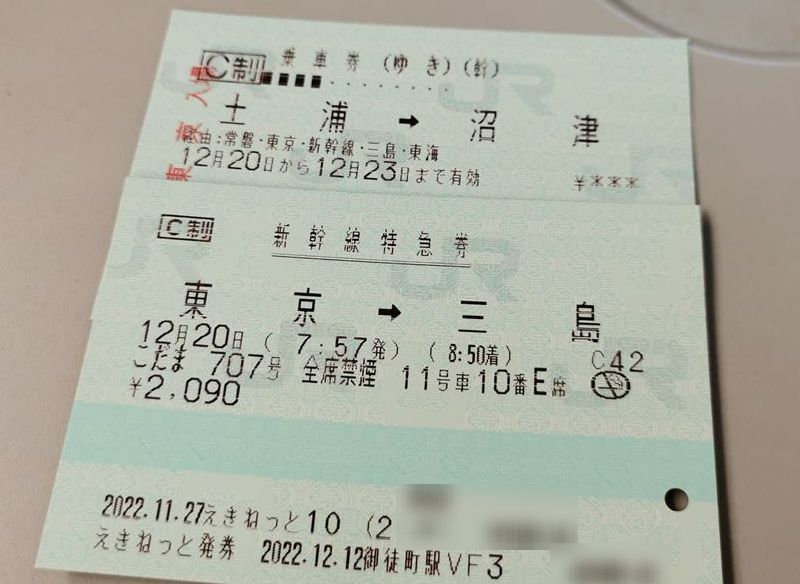 C制 乗車券 (ゆき)(幹)
土浦 → 沼津
経由:常磐・東京・新幹線・三島・東海
12月20日から12月23日まで有効 ¥****
東京 入場
C制 新幹線特急券
東京 → 三島
12月20日 ( 7:57発) ( 8:50着) C42
こだま 707号 全席禁煙 11号車10番E席
¥2,090
2022.11.27えきねっと10 (2
えきねっと発券 2022.12.12御徒町駅VF3